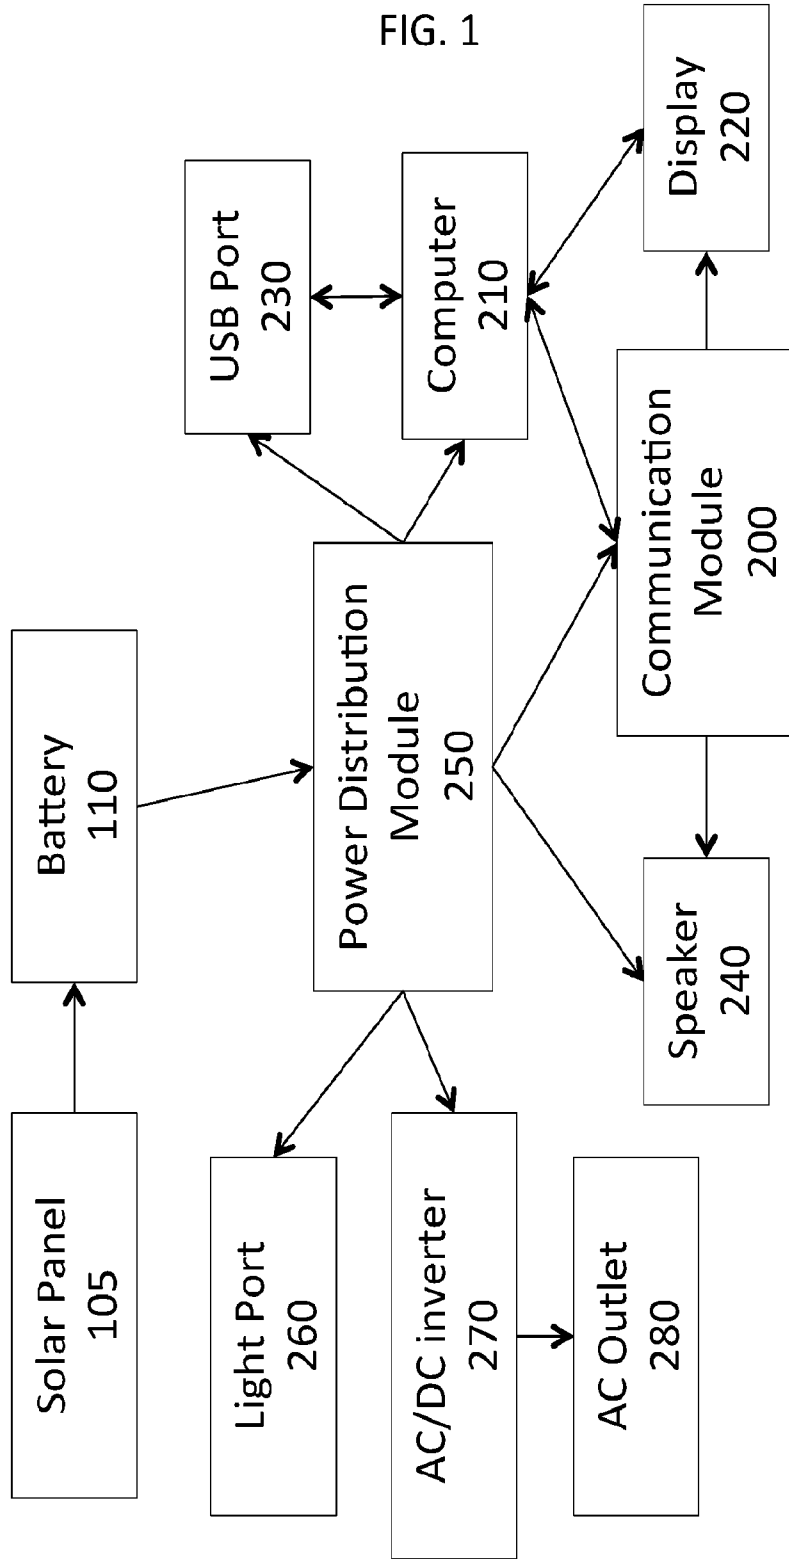 FIG. 1
Solar Panel
105
Battery
110
Light Port
260
USB Port
230
Power Distribution
Module
250
AC/DC inverter
270
Computer
210
AC Outlet
280
Speaker
240
Communication
Module
200
Display
220